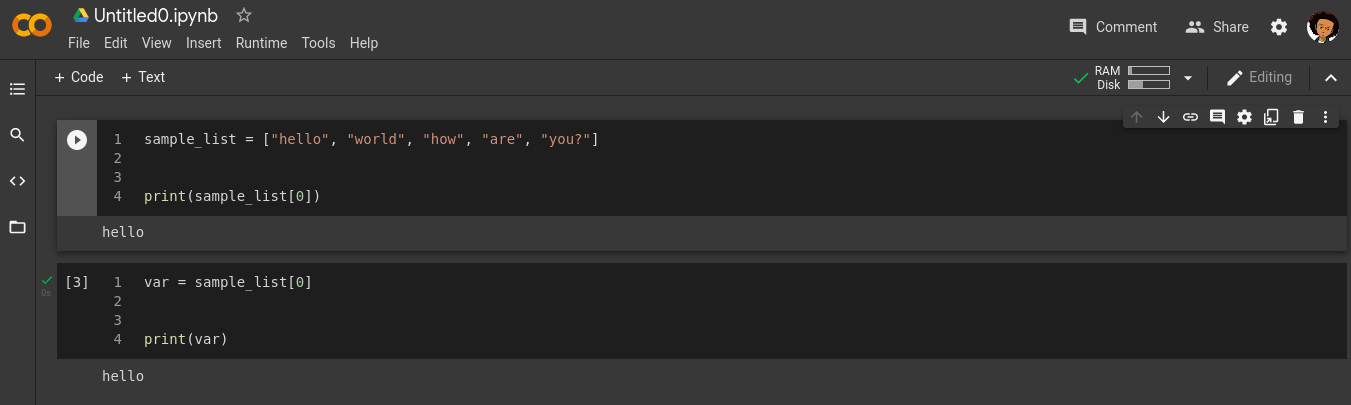 Untitled0.ipynb
File Edit View Insert Runtime Tools Help
Comment Share
+ Code + Text
RAM
Disk
Editing
1 sample_list = ["hello", "world", "how", "are", "you?"]
2
3
4 print(sample_list[0])
hello
[3] 1 var = sample_list[0]
0s 2
3
4 print(var)
hello